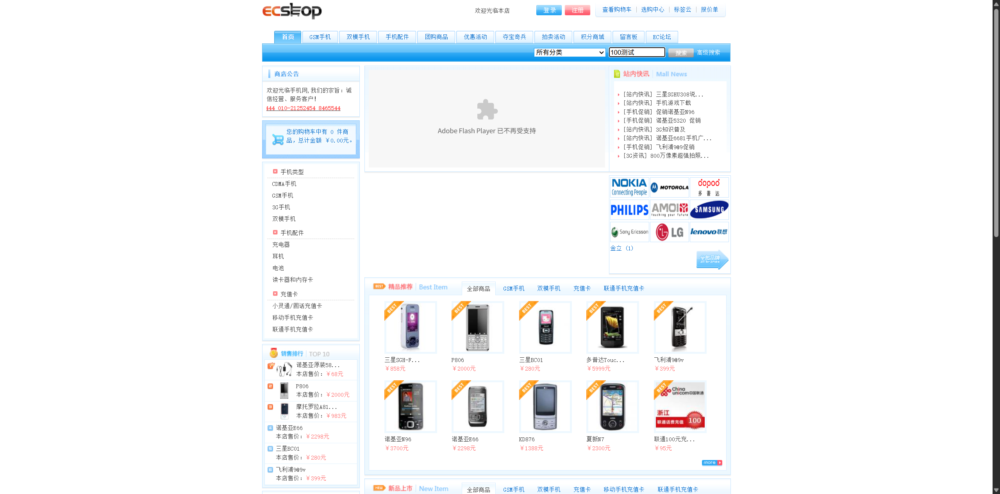 ecshop
欢迎光临本店
登录 注册
查看购物车 | 选购中心 | 标签云 | 报价单
首页 GSM手机 双模手机 手机配件 团购商品 优惠活动 夺宝奇兵 拍卖活动 积分商城 留言板 EC论坛
所有分类 100测试 搜索 高级搜索
商店公告
欢迎光临手机网,我们的宗旨：诚
信经营、服务客户！
444 010-21252454 8465544
您的购物车中有 0 件商
品，总计金额 ￥0.00元。
手机类型
CDMA手机
GSM手机
3G手机
双模手机
手机配件
充电器
耳机
电池
读卡器和内存卡
充值卡
小灵通/固话充值卡
移动手机充值卡
联通手机充值卡
销售排行 | TOP 10
诺基亚原装58...
本店售价：￥68元
2 P806
本店售价：￥2000元
3 摩托罗拉A81...
本店售价：￥983元
4 诺基亚E66
本店售价：￥2298元
5 三星BC01
本店售价：￥280元
6 飞利浦9@9v
本店售价：￥399元
Adobe Flash Player 已不再受支持
站内快讯 | Mall News
[站内快讯] 三星SGHU308说...
[站内快讯] 手机游戏下载
[手机促销] 促销诺基亚N96
[手机促销] 诺基亚5320 促销
[站内快讯] 3G知识普及
[站内快讯] 诺基亚6681手机广...
[手机促销] 飞利浦9@9促销
[3G资讯] 800万像素超强拍照...
NOKIA
Connecting People
MOTOROLA
dopod
多普达
PHILIPS
AMOI
touching your future
SAMSUNG
Sony Ericsson
LG
lenovo联想
金立 (1)
全部品牌
all brands
BEST 精品推荐 | Best Item
全部商品 GSM手机 双模手机 充值卡 联通手机充值卡
BEST BEST BEST BEST BEST
三星SGH-F... P806 三星BC01 多普达Touc... 飞利浦9@9v
￥858元 ￥2000元 ￥280元 ￥5999元 ￥399元
BEST BEST BEST BEST BEST
China
unicom中国联通
浙江
联通话费充值 100
诺基亚N96 诺基亚E66 KD876 夏新N7 联通100元充...
￥3700元 ￥2298元 ￥1388元 ￥2300元 ￥95元
more
NEW 新品上市 | New Item
全部商品 GSM手机 双模手机 充值卡 移动手机充值卡 联通手机充值卡